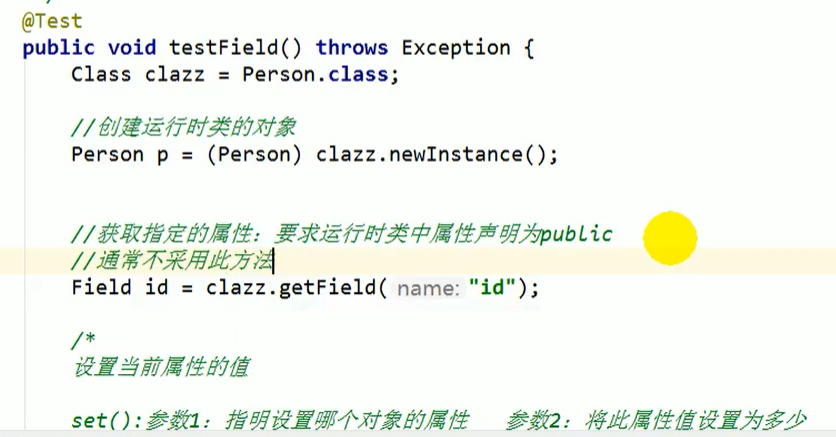 @Test
public void testField() throws Exception {
Class clazz = Person.class;
//创建运行时类的对象
Person p = (Person) clazz.newInstance();
//获取指定的属性：要求运行时类中属性声明为public
//通常不采用此方法
Field id = clazz.getField( name: "id");
/*
设置当前属性的值
set():参数1：指明设置哪个对象的属性 参数2：将此属性值设置为多少